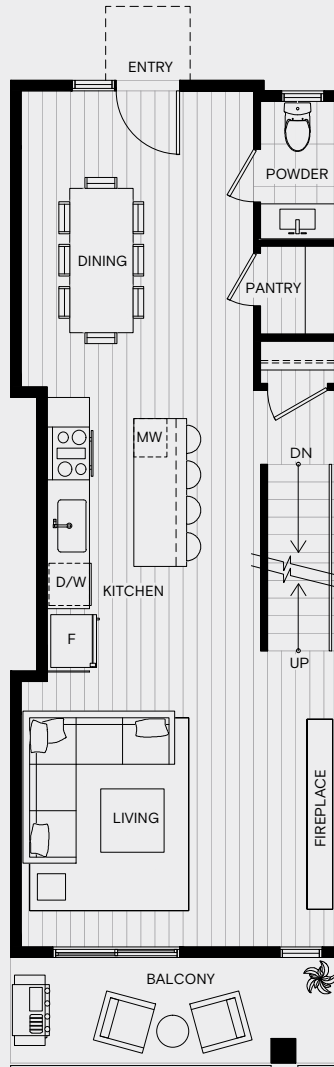 ENTRY
POWDER
DINING
PANTRY
MW
DN
D/W
KITCHEN
F
UP
LIVING
FIREPLACE
BALCONY